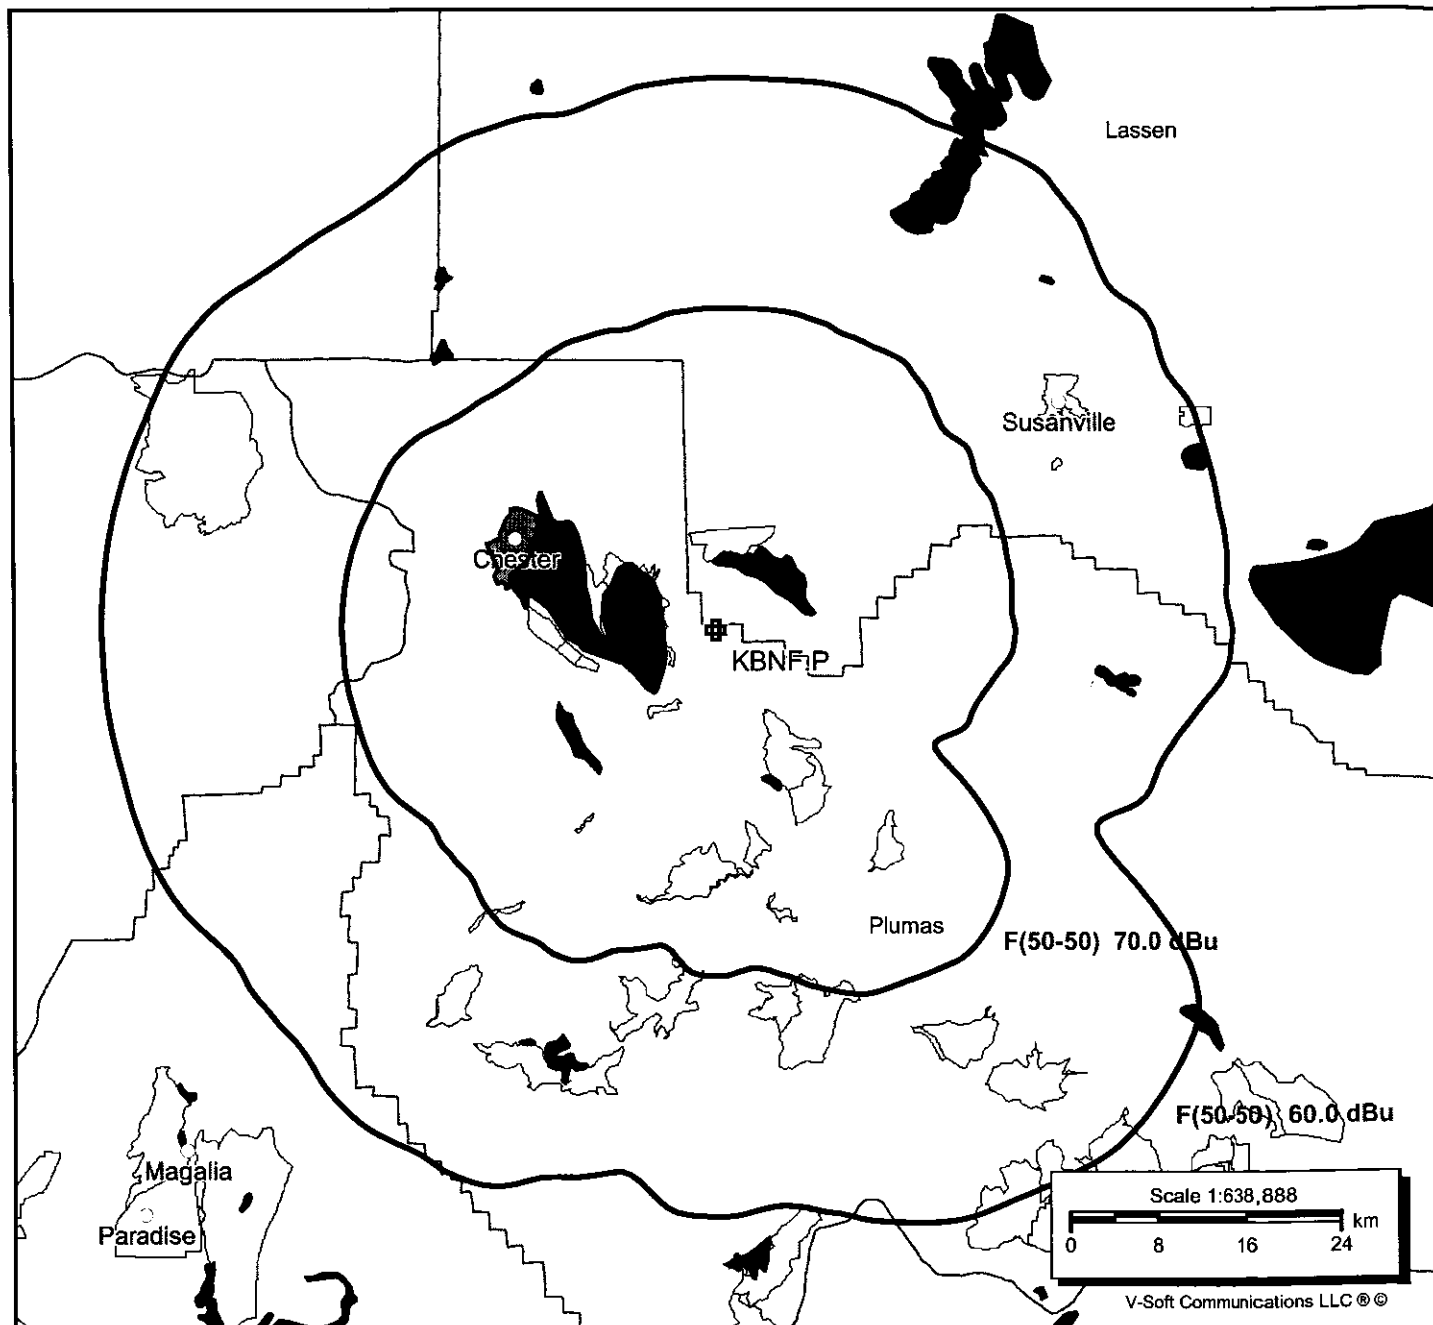 Lassen
Susanville
Chester
KBNF.P
Plumas
F(50-50) 70.0 dBu
F(50-50) 60.0 dBu
Magalia
Paradise
Scale 1:638,888
km
0 8 16 24
V-Soft Communications LLC ® ©